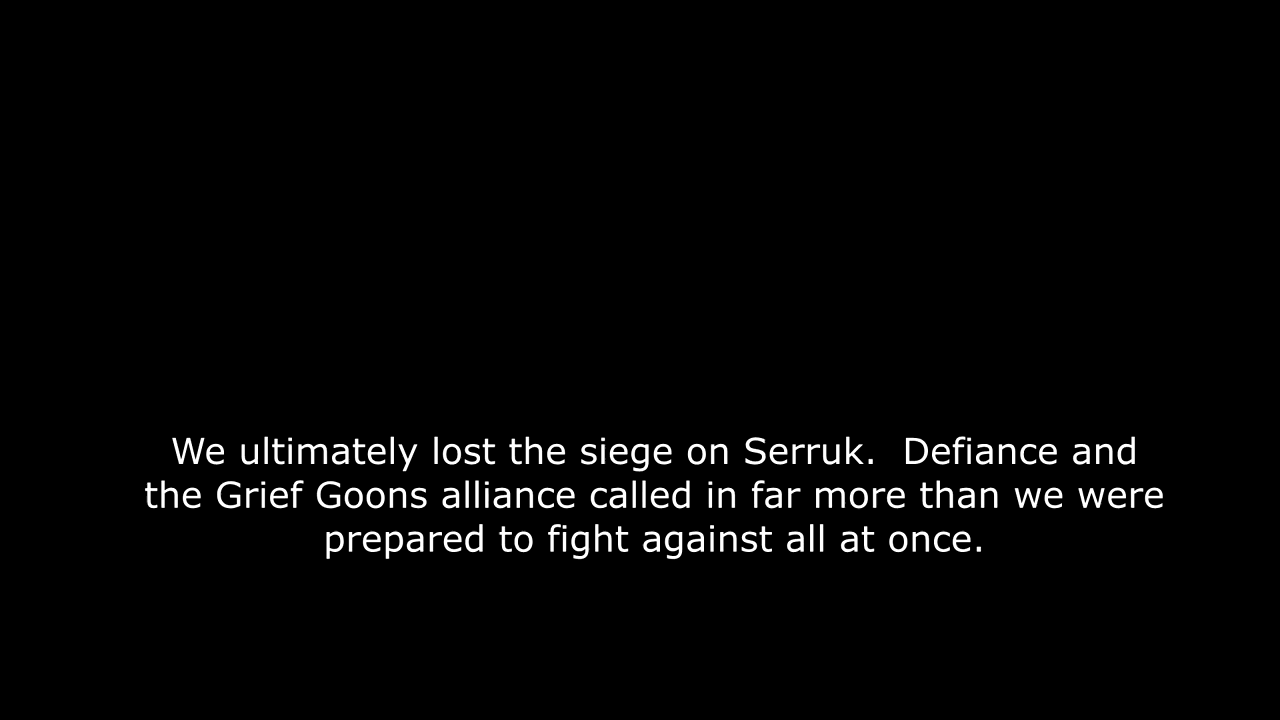 We ultimately lost the siege on Serruk.  Defiance and
the Grief Goons alliance called in far more than we were
prepared to fight against all at once.